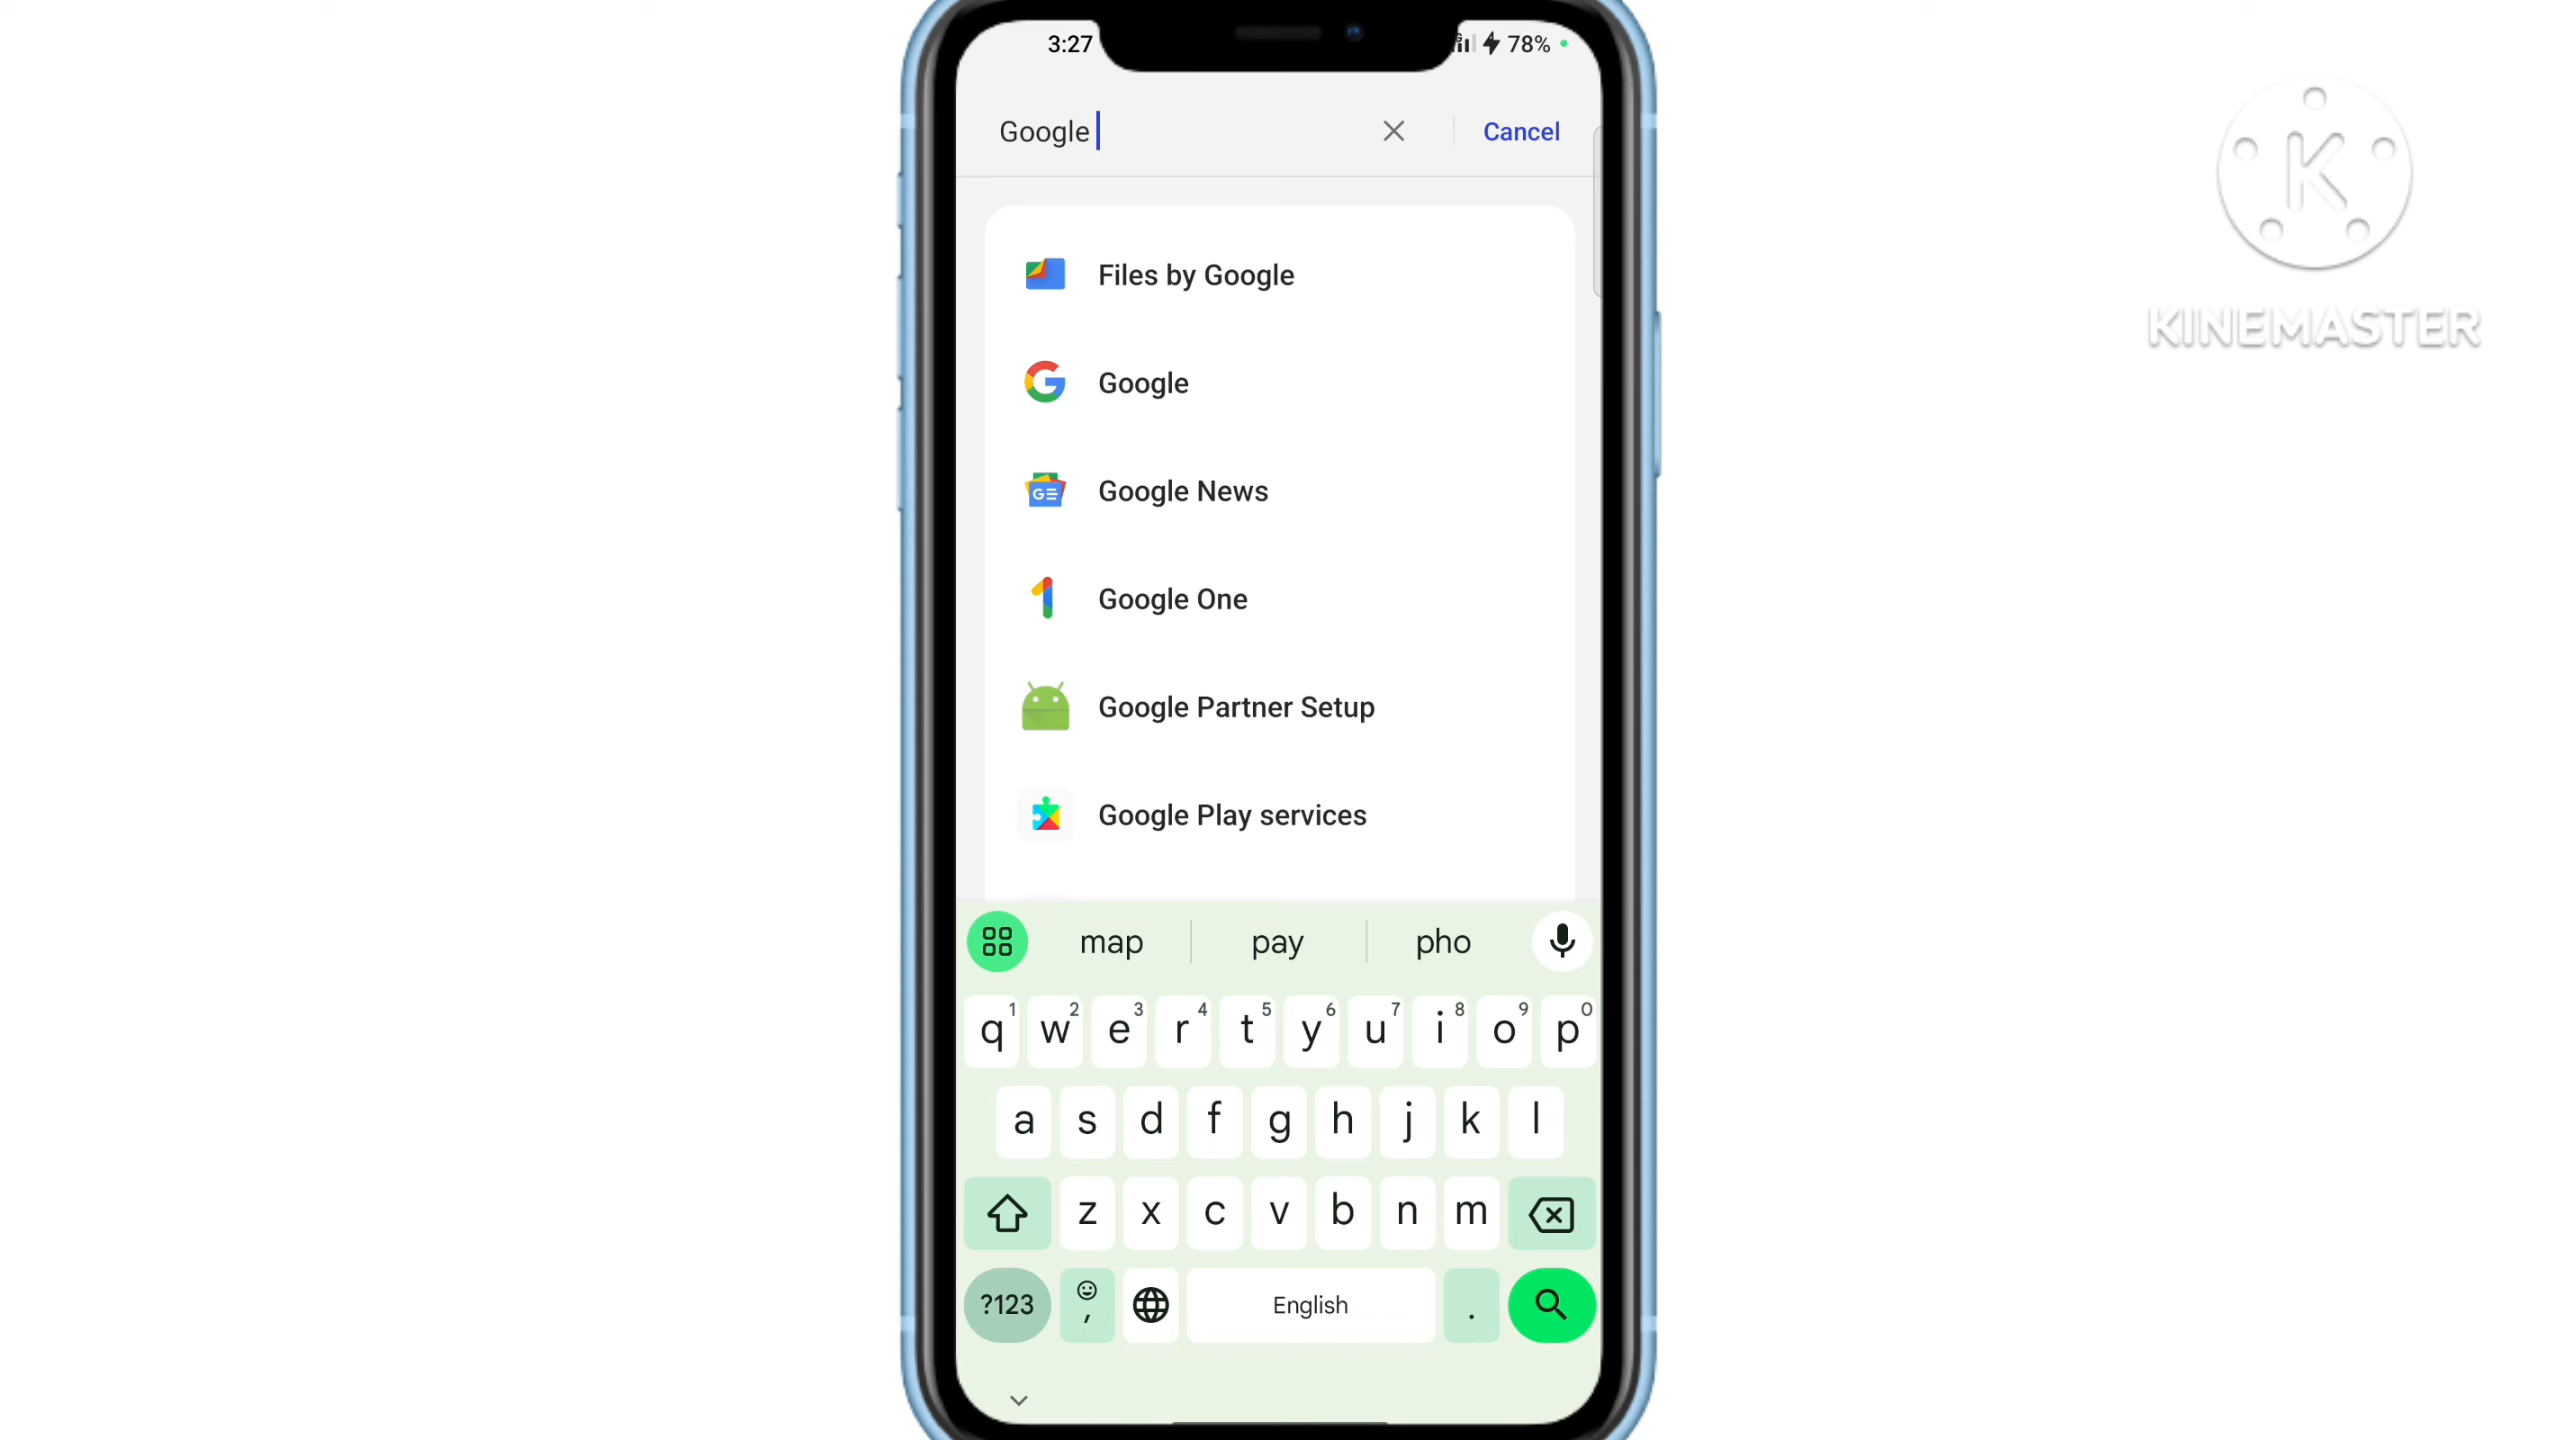 3:27
78%
Google
Cancel
Files by Google
Google
Google News
GE
Google One
Google Partner Setup
Google Play services
map
pay
pho
q1 w2 e3 r4 t5 y6 u7 i8 o9 p0
a s d f g h j k l
z x c v b n m
?123
,
English
.
K
KINEMASTER